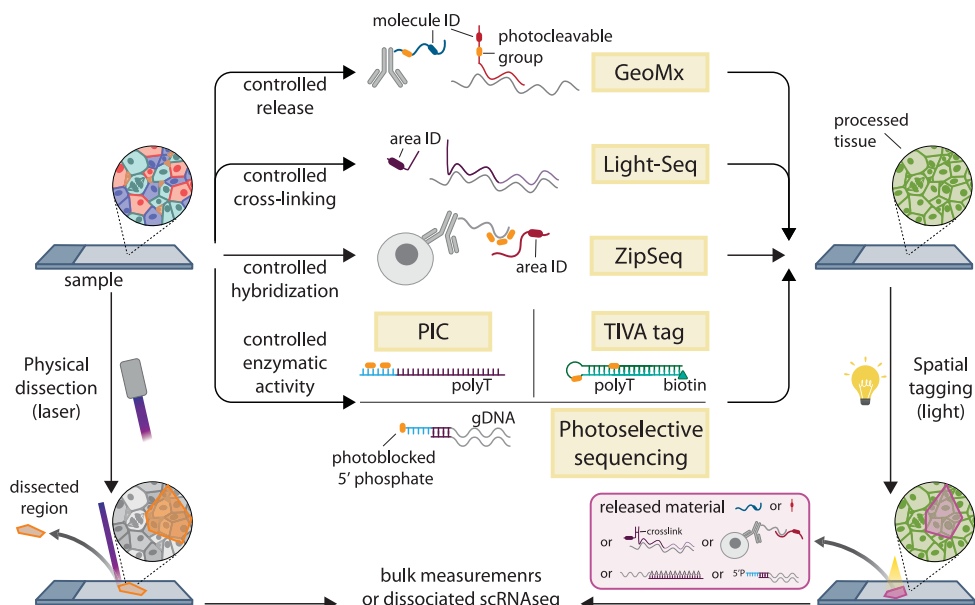 molecule ID
photocleavable
group
GeoMx
controlled
release
area ID
Light-Seq
processed
tissue
controlled
cross-linking
area ID
ZipSeq
sample
controlled
hybridization
PIC
TIVA tag
controlled
enzymatic
activity
polyT
polyT
biotin
Physical
dissection
(laser)
Spatial
tagging
(light)
gDNA
photoblocked
5' phosphate
Photoselective
sequencing
dissected
region
released material
or
or
crosslink
or
or
or
5'P
bulk measuremenrs
or dissociated scRNAseq